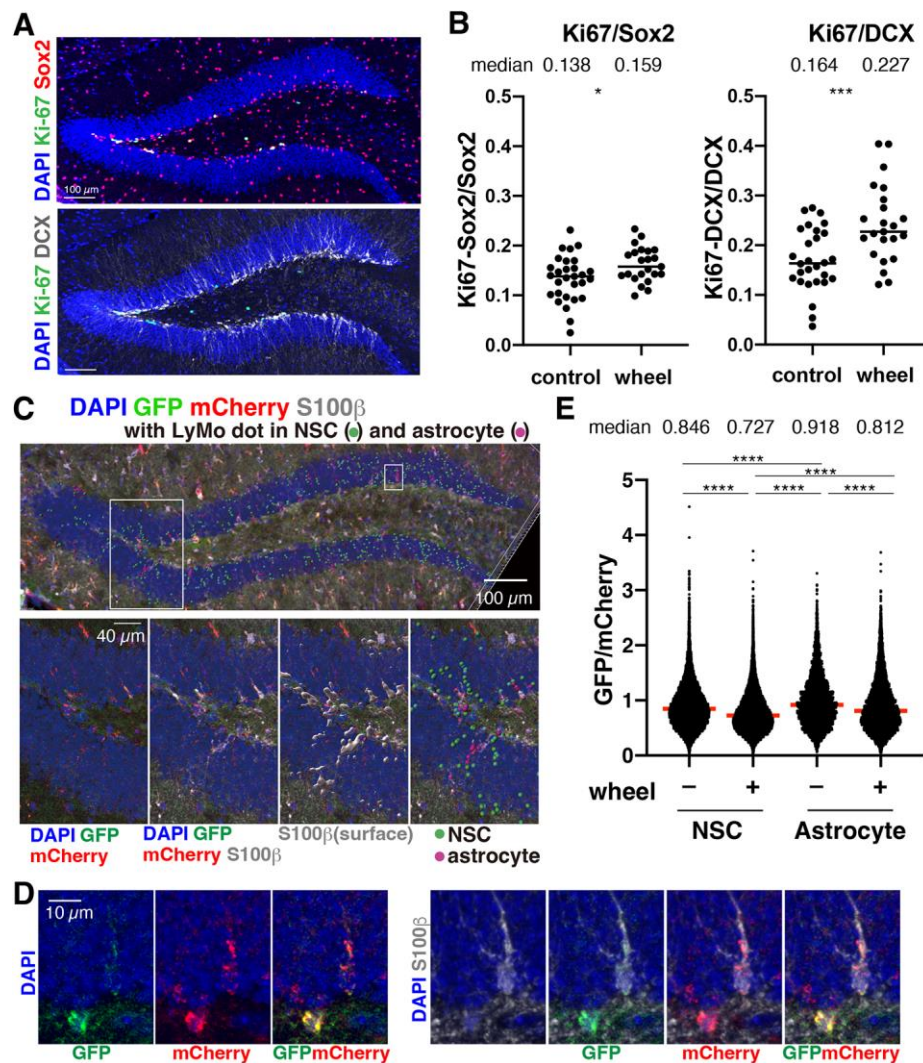 A
DAPI Ki-67 Sox2
100 µm
DAPI Ki-67 DCX
B
Ki67/Sox2
Ki67/DCX
median 0.138 0.159
0.164 0.227
*
***
Ki67-Sox2/Sox2
0.5
0.4
0.3
0.2
0.1
0.0
control wheel
Ki67-DCX/DCX
0.5
0.4
0.3
0.2
0.1
0.0
control wheel
C
DAPI GFP mCherry S100β
with LyMo dot in NSC (●) and astrocyte (●)
100 µm
40 µm
DAPI GFP
mCherry
DAPI GFP
mCherry S100β
S100β(surface)
● NSC
● astrocyte
E
median 0.846 0.727 0.918 0.812
****
****
**** **** ****
GFP/mCherry
5
4
3
2
1
0
wheel − + − +
NSC Astrocyte
D
10 µm
DAPI
GFP
mCherry
GFPmCherry
DAPI S100β
GFP
mCherry
GFPmCherry